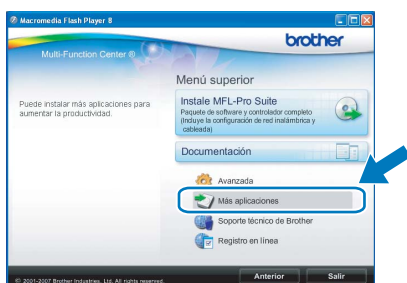 Macromedia Flash Player 8
brother
Multi-Function Center ®
Menú superior
Puede instalar más aplicaciones para
aumentar la productividad.
Instale MFL-Pro Suite
Paquete de software y controlador completo
(Incluye la configuración de red inalámbrica y
cableada)
Documentación
Avanzada
Más aplicaciones
Soporte técnico de Brother
Registro en línea
© 2001-2007 Brother Industries, Ltd. All rights reserved.
Anterior
Salir